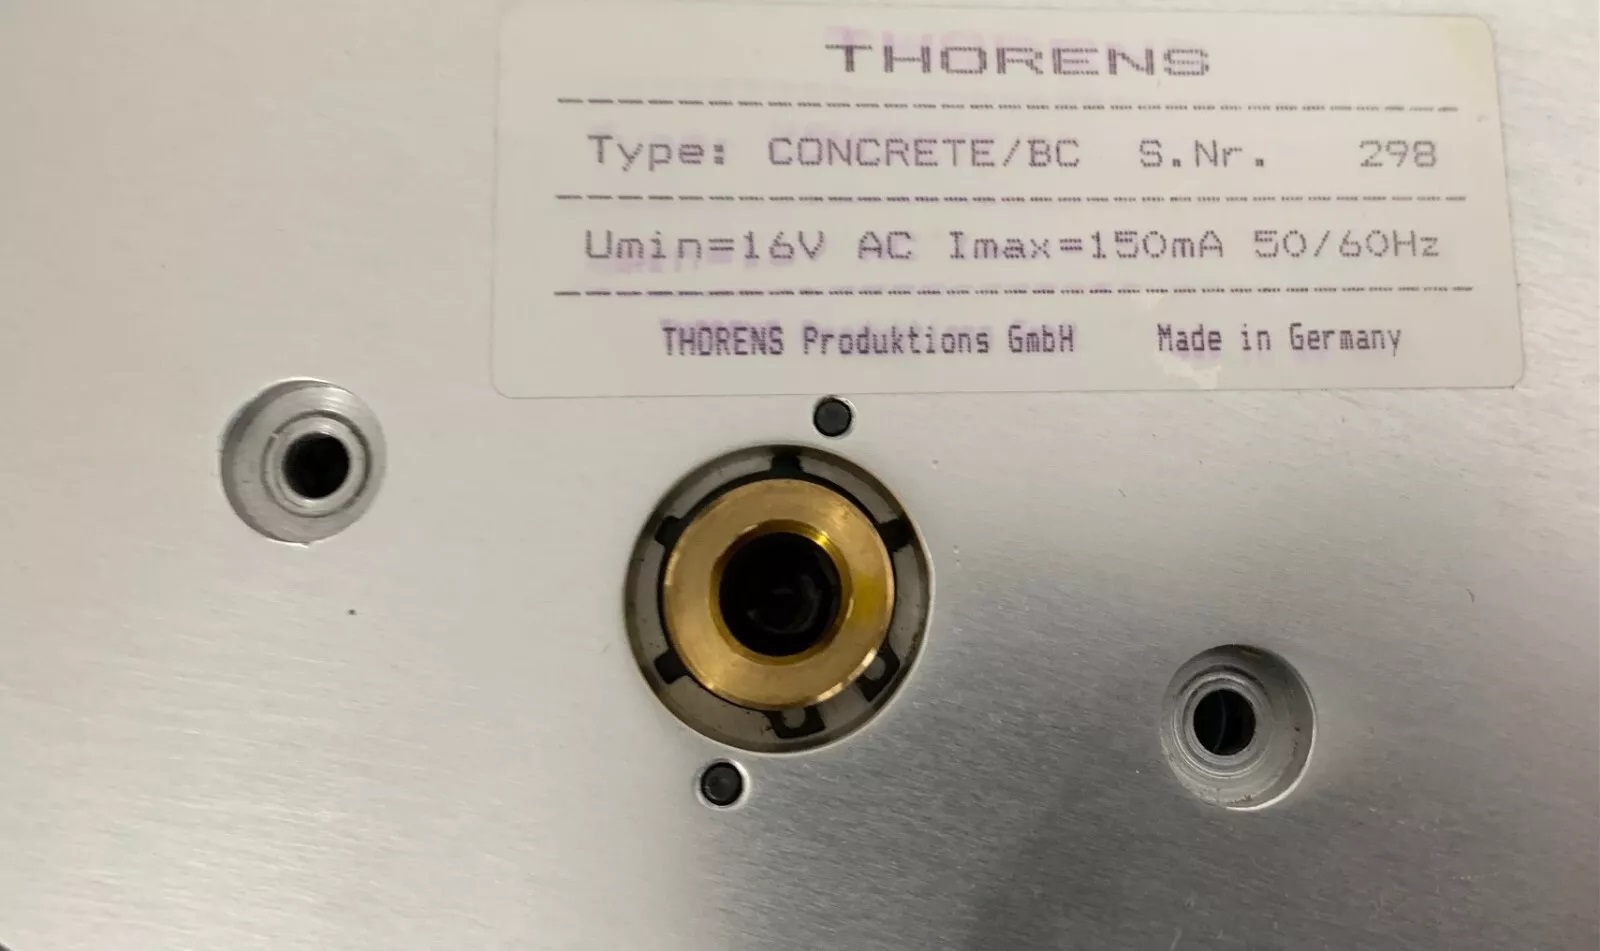 THORENS
Type: CONCRETE/BC S.Nr. 298
Umin=16V AC Imax=150mA 50/60Hz
THORENS Produktions GmbH Made in Germany